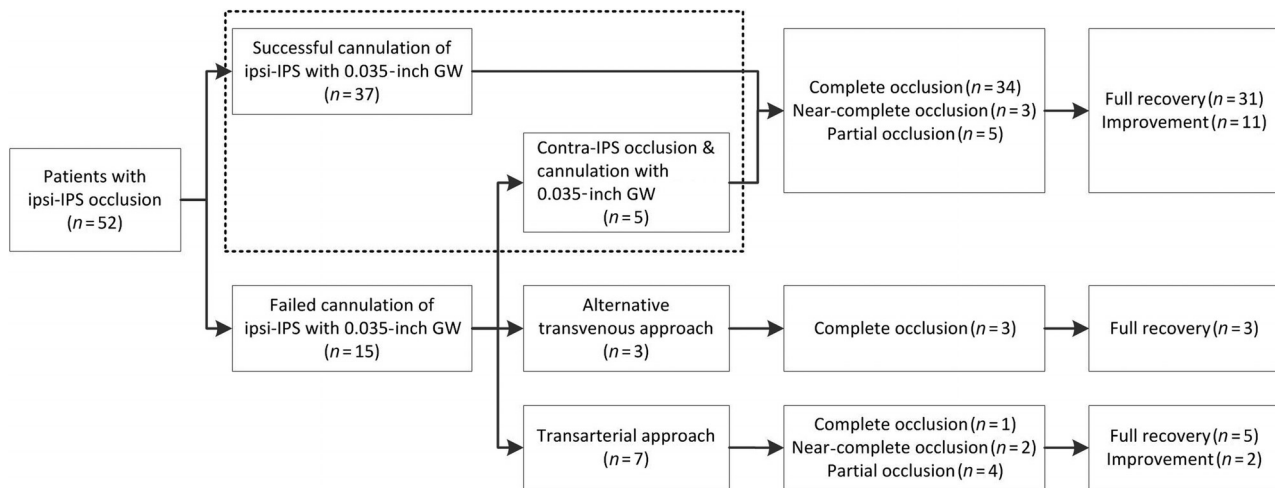 Patients with
ipsi-IPS occlusion
(n = 52)
Successful cannulation of
ipsi-IPS with 0.035-inch GW
(n = 37)
Failed cannulation of
ipsi-IPS with 0.035-inch GW
(n = 15)
Contra-IPS occlusion &
cannulation with
0.035-inch GW
(n = 5)
Alternative
transvenous approach
(n = 3)
Transarterial approach
(n = 7)
Complete occlusion (n = 34)
Near-complete occlusion (n = 3)
Partial occlusion (n = 5)
Full recovery (n = 31)
Improvement (n = 11)
Complete occlusion (n = 3)
Full recovery (n = 3)
Complete occlusion (n = 1)
Near-complete occlusion (n = 2)
Partial occlusion (n = 4)
Full recovery (n = 5)
Improvement (n = 2)